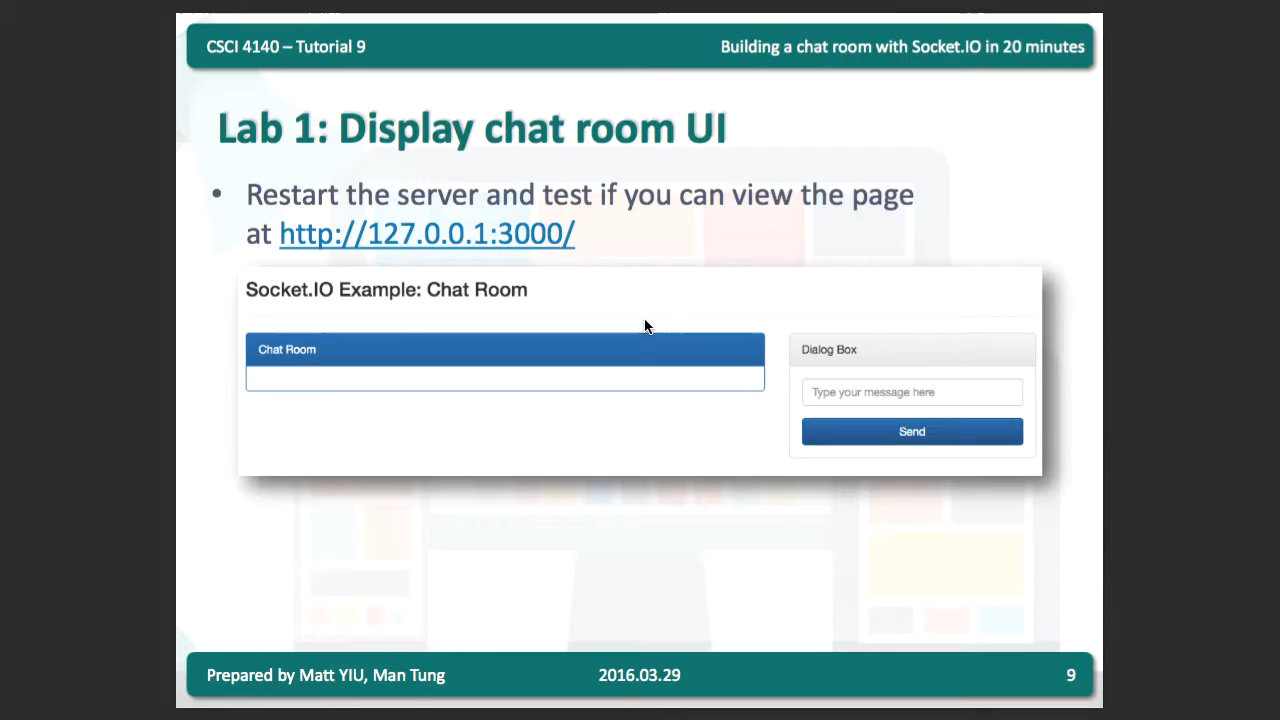 CSCI 4140 – Tutorial 9
Building a chat room with Socket.IO in 20 minutes
Lab 1: Display chat room UI
• Restart the server and test if you can view the page
at http://127.0.0.1:3000/
Socket.IO Example: Chat Room
Chat Room
Dialog Box
Type your message here
Send
Prepared by Matt YIU, Man Tung
2016.03.29
9